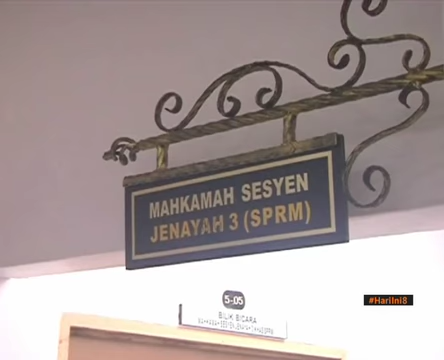 MAHKAMAH SESYEN
JENAYAH 3 (SPRM)
5-05
BILIK BICARA
#HariIni8